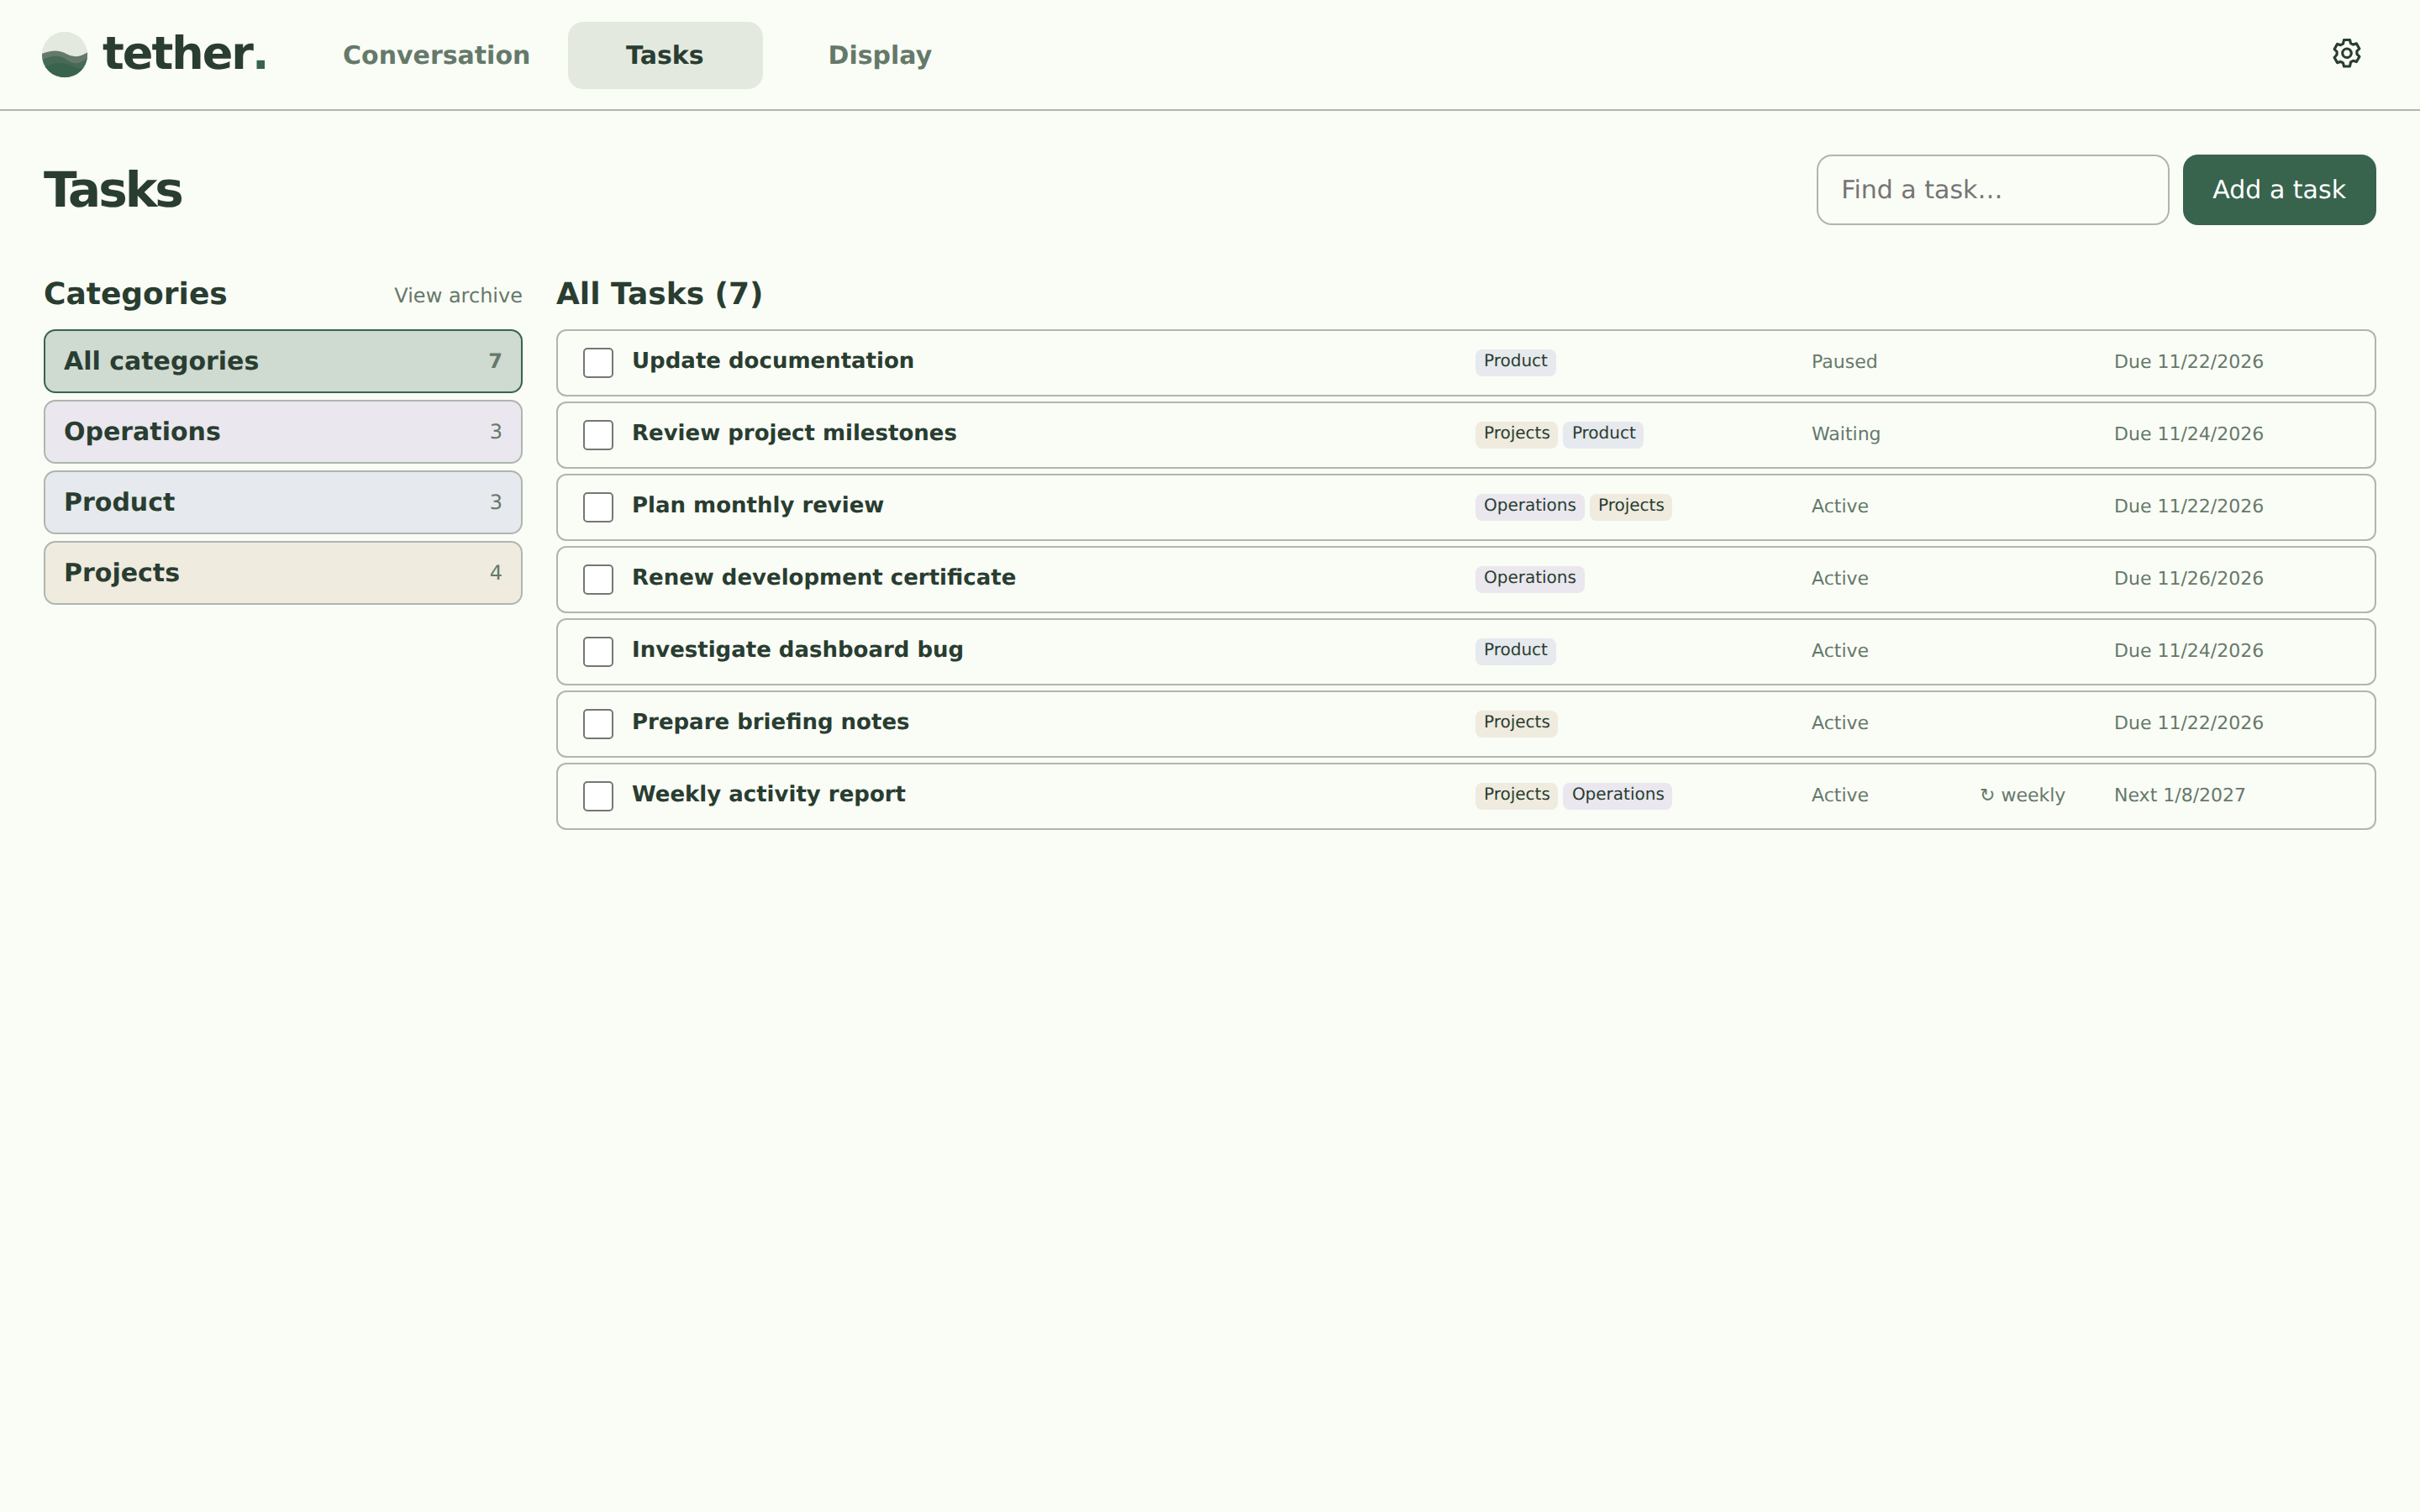 tether.
Conversation Tasks Display
Tasks
Find a task... Add a task
Categories View archive
All categories 7
Operations 3
Product 3
Projects 4
All Tasks (7)
Update documentation Product Paused Due 11/22/2026
Review project milestones Projects Product Waiting Due 11/24/2026
Plan monthly review Operations Projects Active Due 11/22/2026
Renew development certificate Operations Active Due 11/26/2026
Investigate dashboard bug Product Active Due 11/24/2026
Prepare briefing notes Projects Active Due 11/22/2026
Weekly activity report Projects Operations Active ↻ weekly Next 1/8/2027